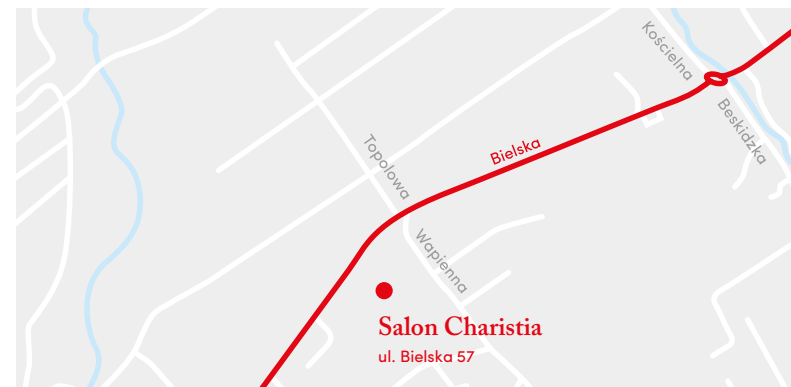 Kościelna
Beskidzka
Topolowa
Bielska
Wapienna
Salon Charistia
ul. Bielska 57